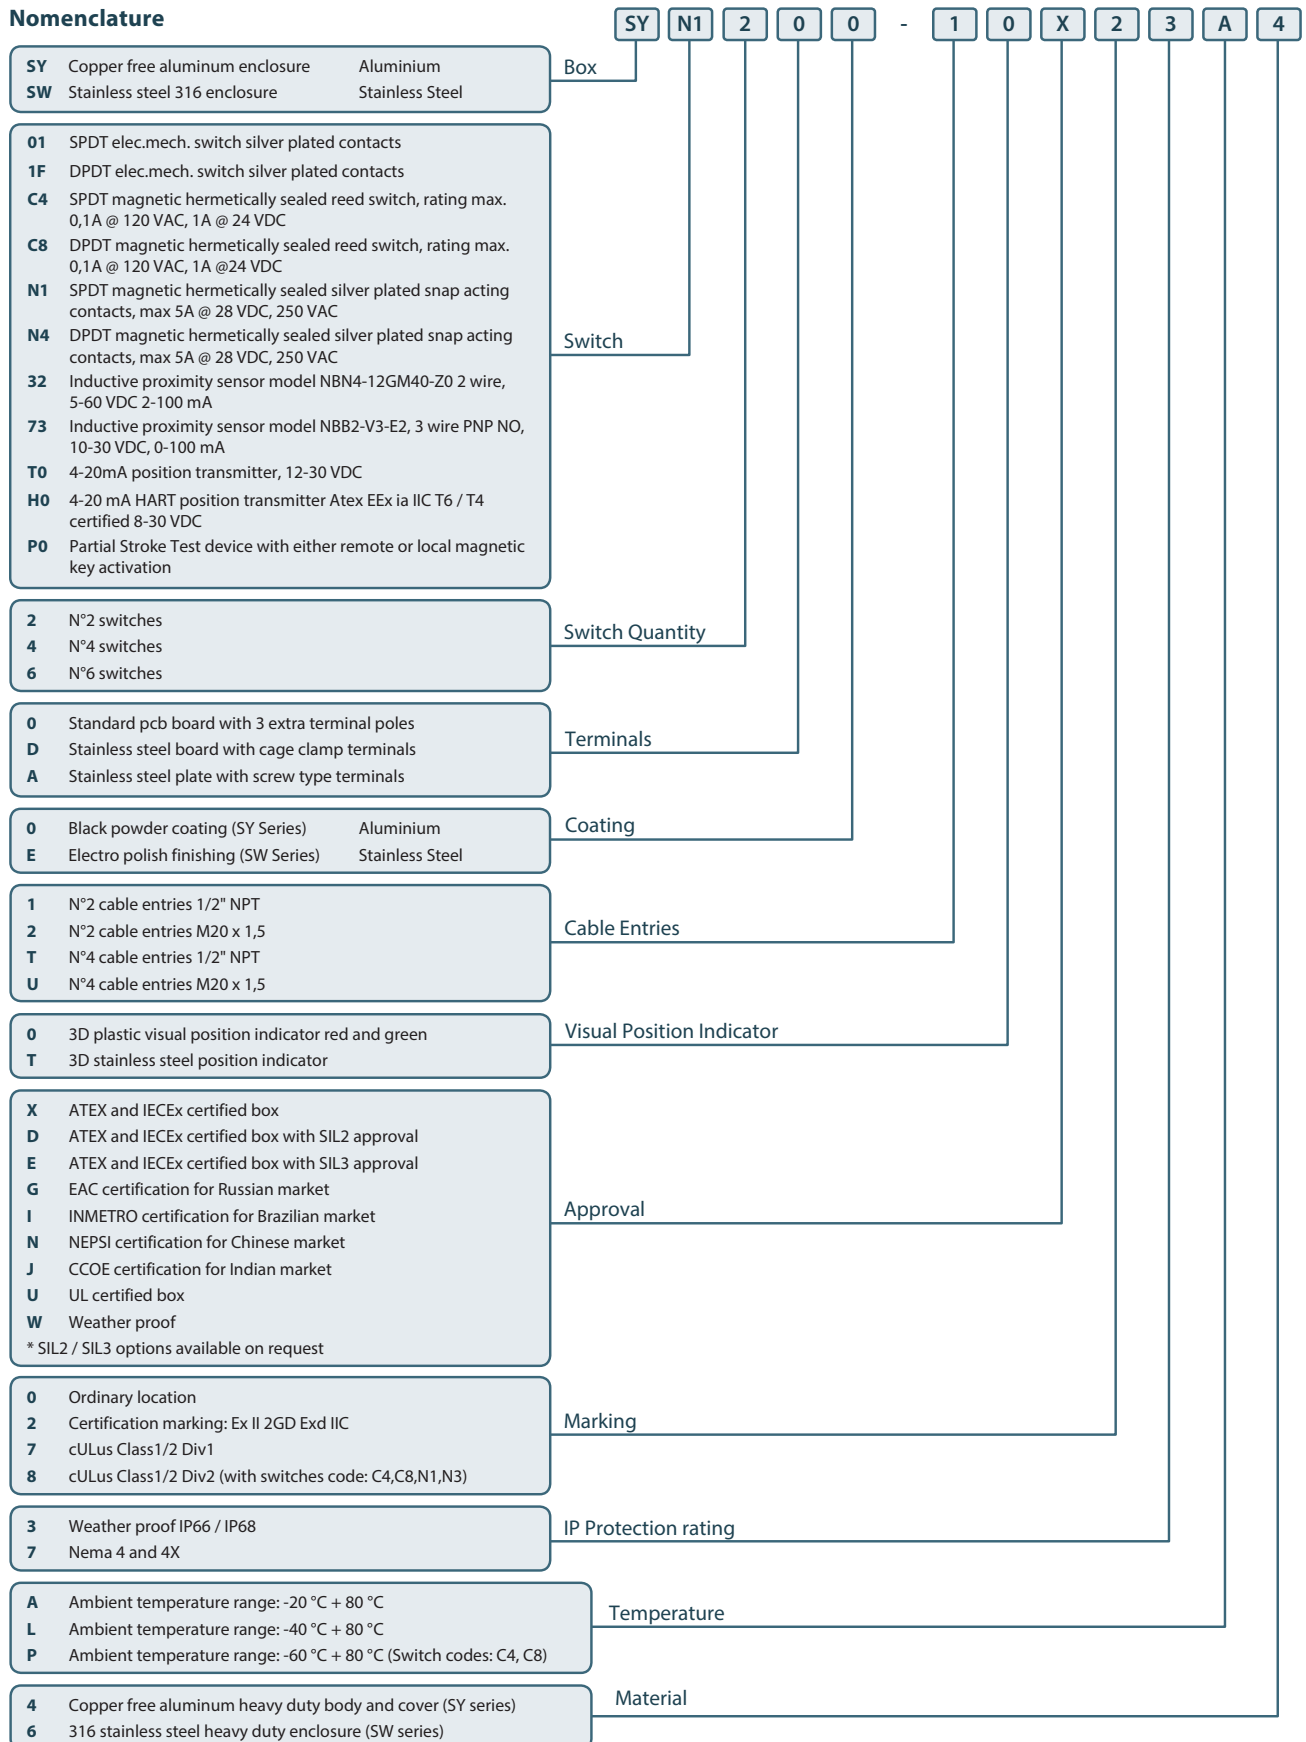 Nomenclature
SY N1 2 0 0 - 1 0 X 2 3 A 4
SY Copper free aluminum enclosure Aluminium
SW Stainless steel 316 enclosure Stainless Steel
Box
01 SPDT elec.mech. switch silver plated contacts
1F DPDT elec.mech. switch silver plated contacts
C4 SPDT magnetic hermetically sealed reed switch, rating max.
0,1A @ 120 VAC, 1A @ 24 VDC
C8 DPDT magnetic hermetically sealed reed switch, rating max.
0,1A @ 120 VAC, 1A @24 VDC
N1 SPDT magnetic hermetically sealed silver plated snap acting
contacts, max 5A @ 28 VDC, 250 VAC
N4 DPDT magnetic hermetically sealed silver plated snap acting
contacts, max 5A @ 28 VDC, 250 VAC
32 Inductive proximity sensor model NBN4-12GM40-Z0 2 wire,
5-60 VDC 2-100 mA
73 Inductive proximity sensor model NBB2-V3-E2, 3 wire PNP NO,
10-30 VDC, 0-100 mA
T0 4-20mA position transmitter, 12-30 VDC
H0 4-20 mA HART position transmitter Atex EEx ia IIC T6 / T4
certified 8-30 VDC
P0 Partial Stroke Test device with either remote or local magnetic
key activation
Switch
2 N°2 switches
4 N°4 switches
6 N°6 switches
Switch Quantity
0 Standard pcb board with 3 extra terminal poles
D Stainless steel board with cage clamp terminals
A Stainless steel plate with screw type terminals
Terminals
0 Black powder coating (SY Series) Aluminium
E Electro polish finishing (SW Series) Stainless Steel
Coating
1 N°2 cable entries 1/2" NPT
2 N°2 cable entries M20 x 1,5
T N°4 cable entries 1/2" NPT
U N°4 cable entries M20 x 1,5
Cable Entries
0 3D plastic visual position indicator red and green
T 3D stainless steel position indicator
Visual Position Indicator
X ATEX and IECEx certified box
D ATEX and IECEx certified box with SIL2 approval
E ATEX and IECEx certified box with SIL3 approval
G EAC certification for Russian market
I INMETRO certification for Brazilian market
N NEPSI certification for Chinese market
J CCOE certification for Indian market
U UL certified box
W Weather proof
* SIL2 / SIL3 options available on request
Approval
0 Ordinary location
2 Certification marking: Ex II 2GD Exd IIC
7 cULus Class1/2 Div1
8 cULus Class1/2 Div2 (with switches code: C4,C8,N1,N3)
Marking
3 Weather proof IP66 / IP68
7 Nema 4 and 4X
IP Protection rating
A Ambient temperature range: -20 °C + 80 °C
L Ambient temperature range: -40 °C + 80 °C
P Ambient temperature range: -60 °C + 80 °C (Switch codes: C4, C8)
Temperature
4 Copper free aluminum heavy duty body and cover (SY series)
6 316 stainless steel heavy duty enclosure (SW series)
Material